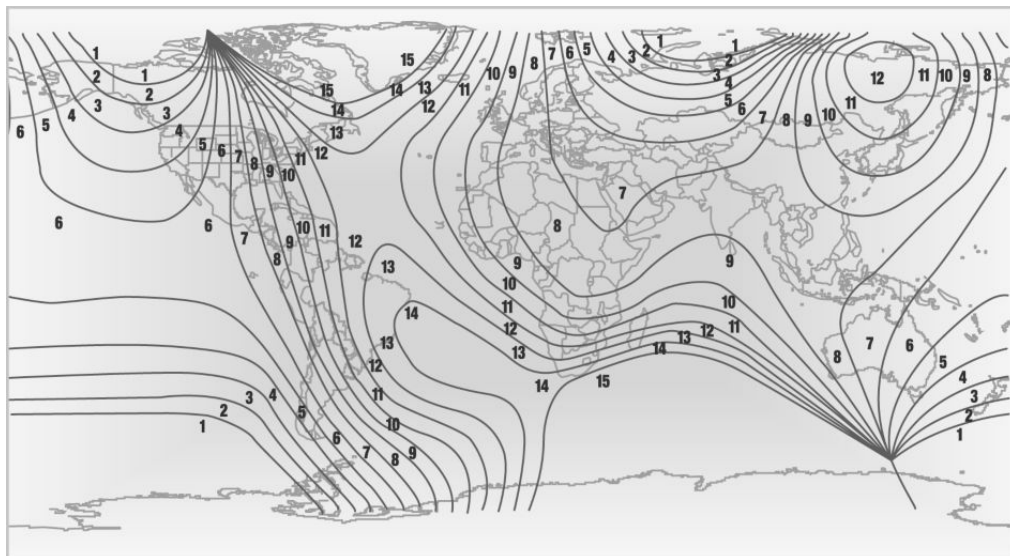 1 15 7 6 5 4 3 2 1
2 1 15 14 13 12 11 10 9 8 2 12 11 10 9 8
3 2 3 14 3 4 5 6 11 10
6 5 4 4 13 7 8 9
5 6 7 8 9 10 11 12
6 6 7 8 9 10 11 12 7 8
13 9 10 9
14 11 12 13 10 11 12 13 14
13 12 14 15 8 7 6 5
1 2 3 4 5 11 10 4 3 2 1
6 7 8 9